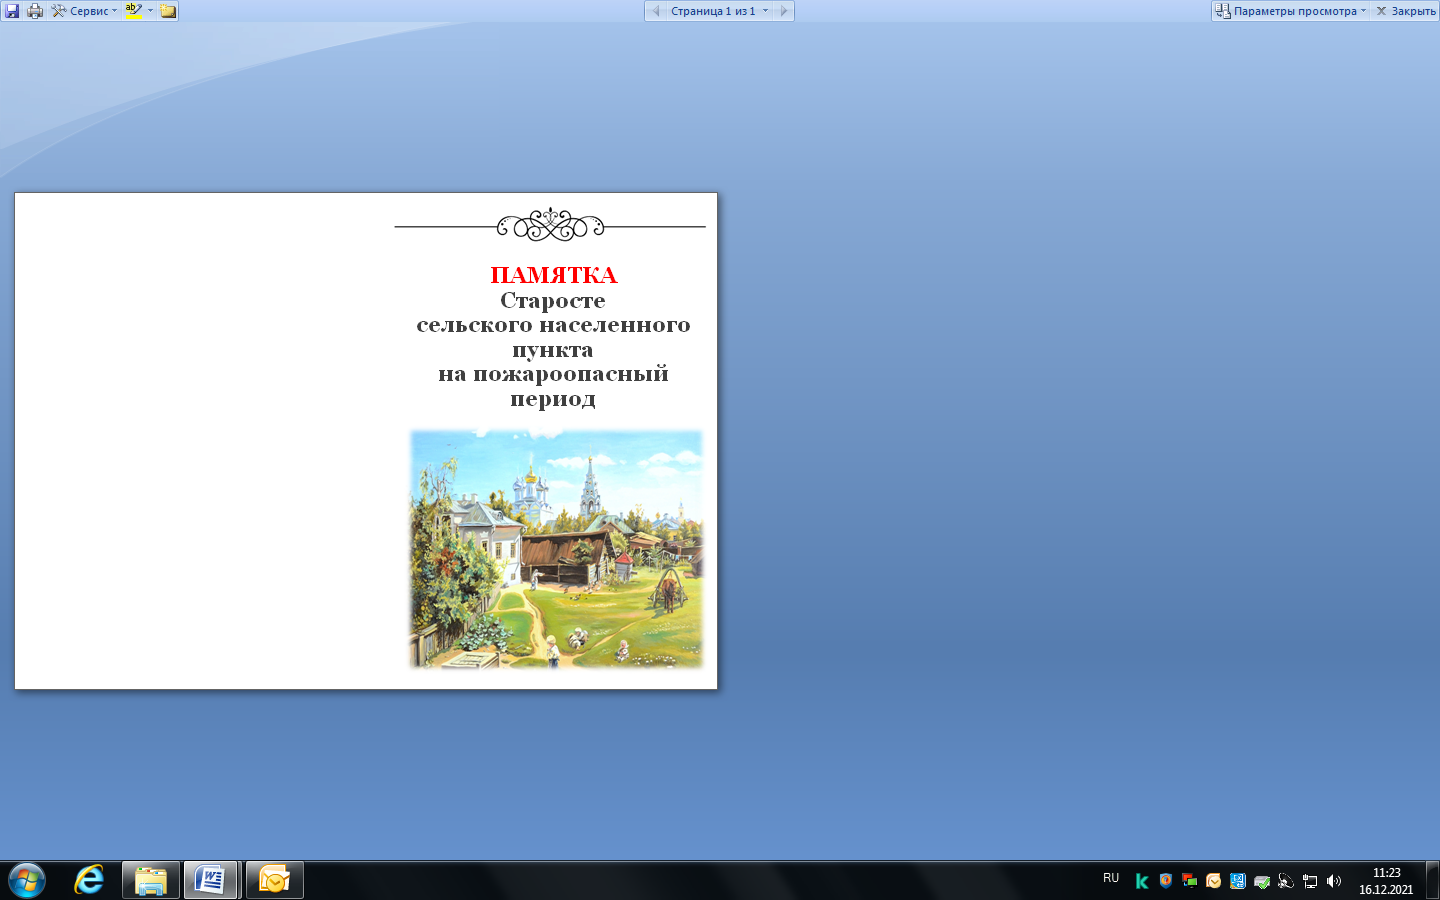 Сервис
Страница 1 из 1
Параметры просмотра
Закрыть
ПАМЯТКА
Старосте
сельского населенного
пункта
на пожароопасный
период
RU
11:23
16.12.2021